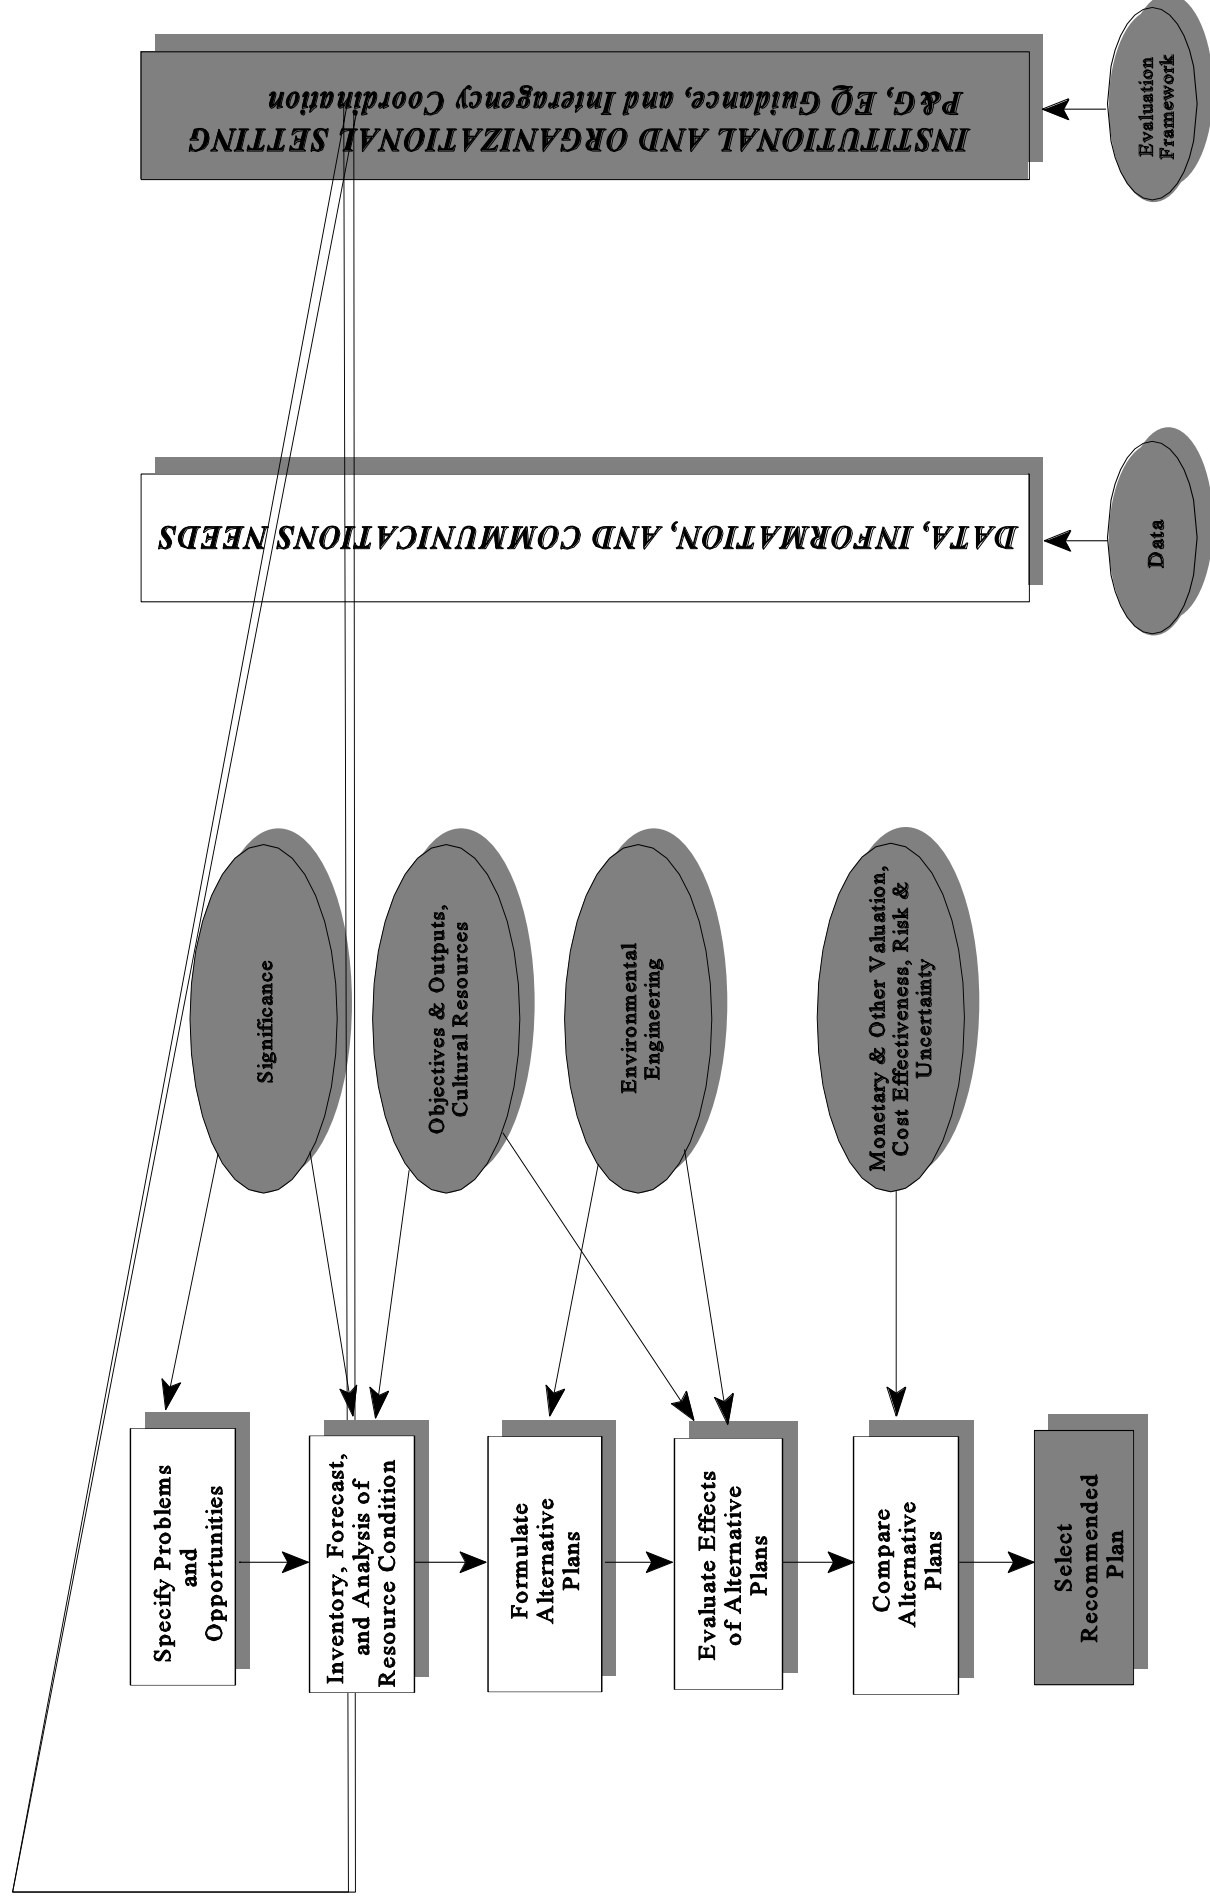 P&G, EQ Guidance, and Interagency Coordination
INSTITUTIONAL AND ORGANIZATIONAL SETTING
Evaluation
Framework
DATA, INFORMATION, AND COMMUNICATIONS NEEDS
Data
Significance
Objectives & Outputs,
Cultural Resources
Environmental
Engineering
Monetary & Other Valuation,
Cost Effectiveness, Risk &
Uncertainty
Specify Problems
and
Opportunities
Inventory, Forecast,
and Analysis of
Resource Condition
Formulate
Alternative
Plans
Evaluate Effects
of Alternative
Plans
Compare
Alternative
Plans
Select
Recommended
Plan